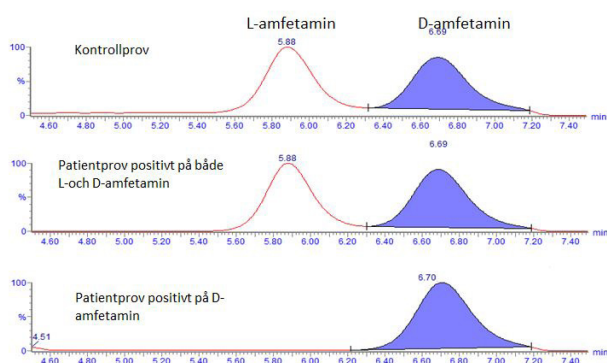 L-amfetamin D-amfetamin
Kontrollprov
5.88 6.69
100
%
0
4.60 4.80 5.00 5.20 5.40 5.60 5.80 6.00 6.20 6.40 6.60 6.80 7.00 7.20 7.40 min
Patientprov positivt på både
L-och D-amfetamin
5.88 6.69
100
%
0
4.60 4.80 5.00 5.20 5.40 5.60 5.80 6.00 6.20 6.40 6.60 6.80 7.00 7.20 7.40 min
Patientprov positivt på D-
amfetamin
6.70
100
%
4.51
0
4.60 4.80 5.00 5.20 5.40 5.60 5.80 6.00 6.20 6.40 6.60 6.80 7.00 7.20 7.40 min